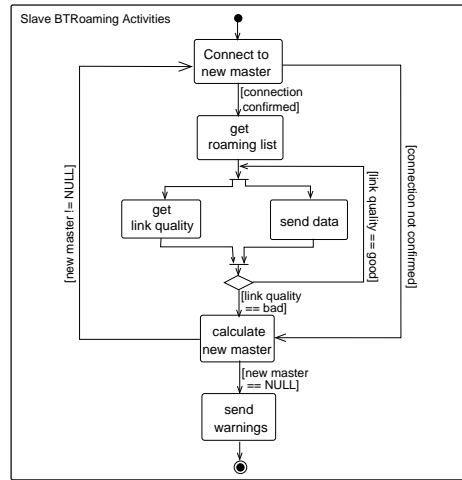 Slave BTRoaming Activities
Connect to
new master
[connection
confirmed]
get
roaming list
[new master != NULL]
[link quality == good]
[connection not confirmed]
get
link quality
send data
[link quality
== bad]
calculate
new master
[new master
== NULL]
send
warnings